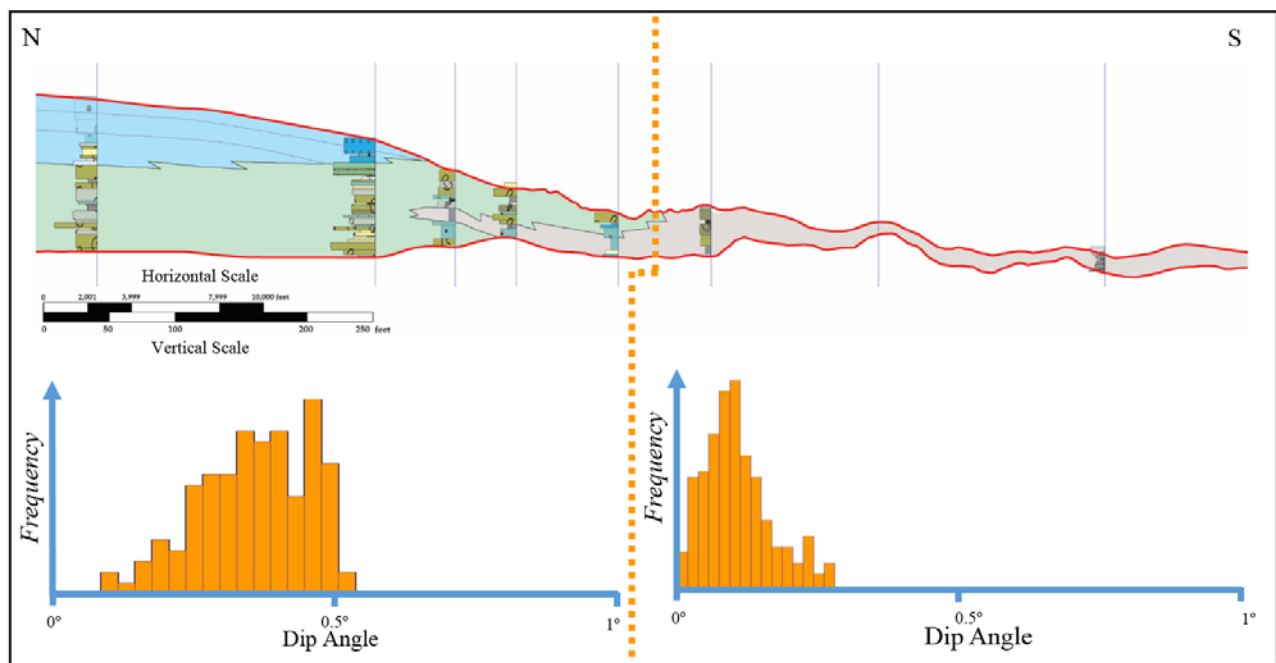 N
S
Horizontal Scale
0 2,001 3,999 7,999 10,000 feet
0 50 100 200 250 feet
Vertical Scale
Frequency
0° 0.5° 1°
Dip Angle
Frequency
0° 0.5° 1°
Dip Angle